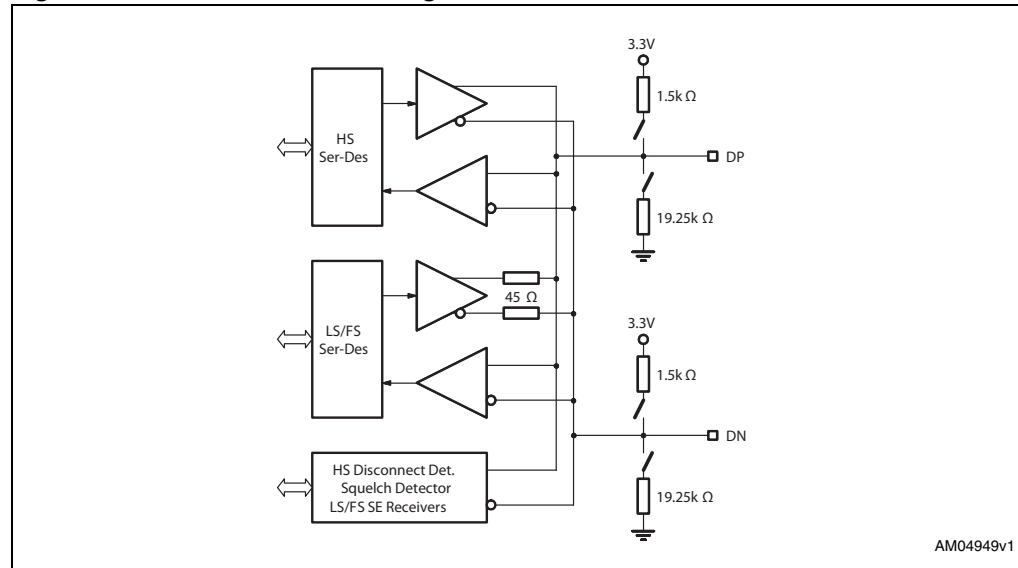 3.3V
1.5k Ω
HS
Ser-Des
DP
19.25k Ω
45 Ω
LS/FS
Ser-Des
3.3V
1.5k Ω
DN
HS Disconnect Det.
Squelch Detector
LS/FS SE Receivers
19.25k Ω
AM04949v1